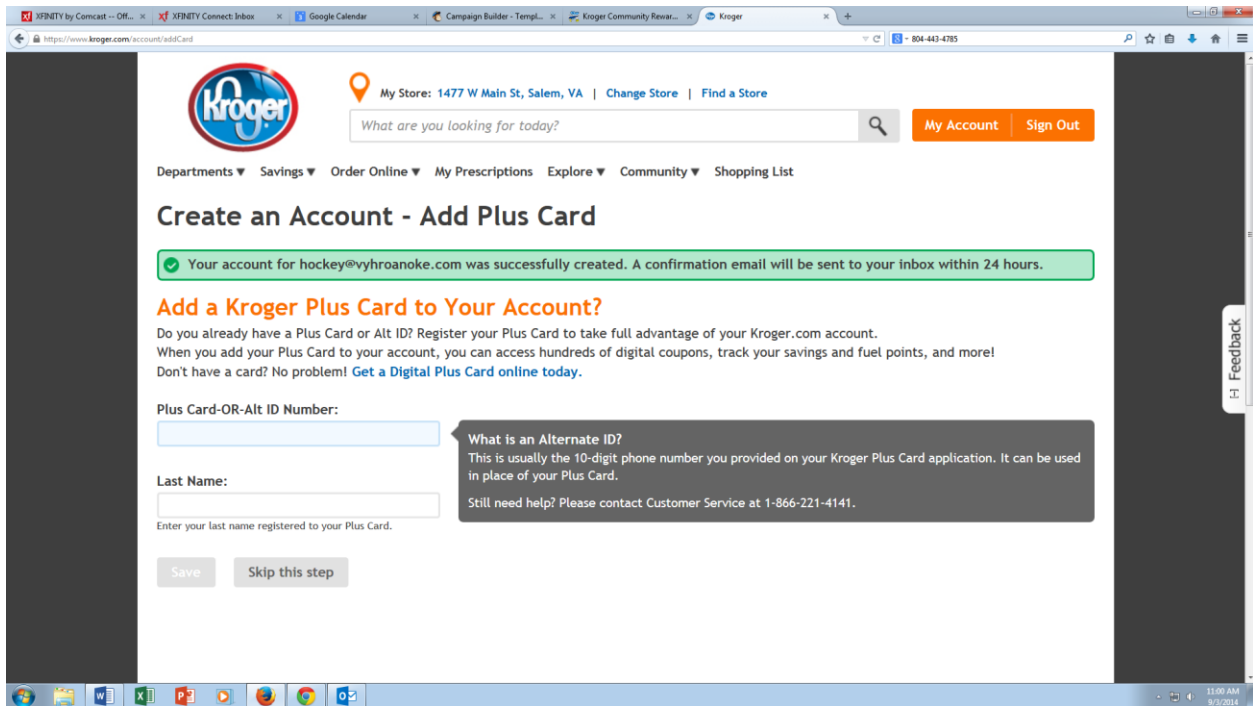 XFINITY by Comcast -- Off...
XFINITY Connect: Inbox
Google Calendar
Campaign Builder - Templ...
Kroger Community Rewar...
Kroger
https://www.kroger.com/account/addCard
804-443-4785
Kroger
My Store: 1477 W Main St, Salem, VA | Change Store | Find a Store
What are you looking for today?
My Account | Sign Out
Departments ▼ Savings ▼ Order Online ▼ My Prescriptions Explore ▼ Community ▼ Shopping List
Create an Account - Add Plus Card
Your account for hockey@vyhroanoke.com was successfully created. A confirmation email will be sent to your inbox within 24 hours.
Add a Kroger Plus Card to Your Account?
Do you already have a Plus Card or Alt ID? Register your Plus Card to take full advantage of your Kroger.com account.
When you add your Plus Card to your account, you can access hundreds of digital coupons, track your savings and fuel points, and more!
Don't have a card? No problem! Get a Digital Plus Card online today.
Plus Card-OR-Alt ID Number:
What is an Alternate ID?
This is usually the 10-digit phone number you provided on your Kroger Plus Card application. It can be used
in place of your Plus Card.
Still need help? Please contact Customer Service at 1-866-221-4141.
Last Name:
Enter your last name registered to your Plus Card.
Save
Skip this step
[-] Feedback
11:00 AM
9/3/2014